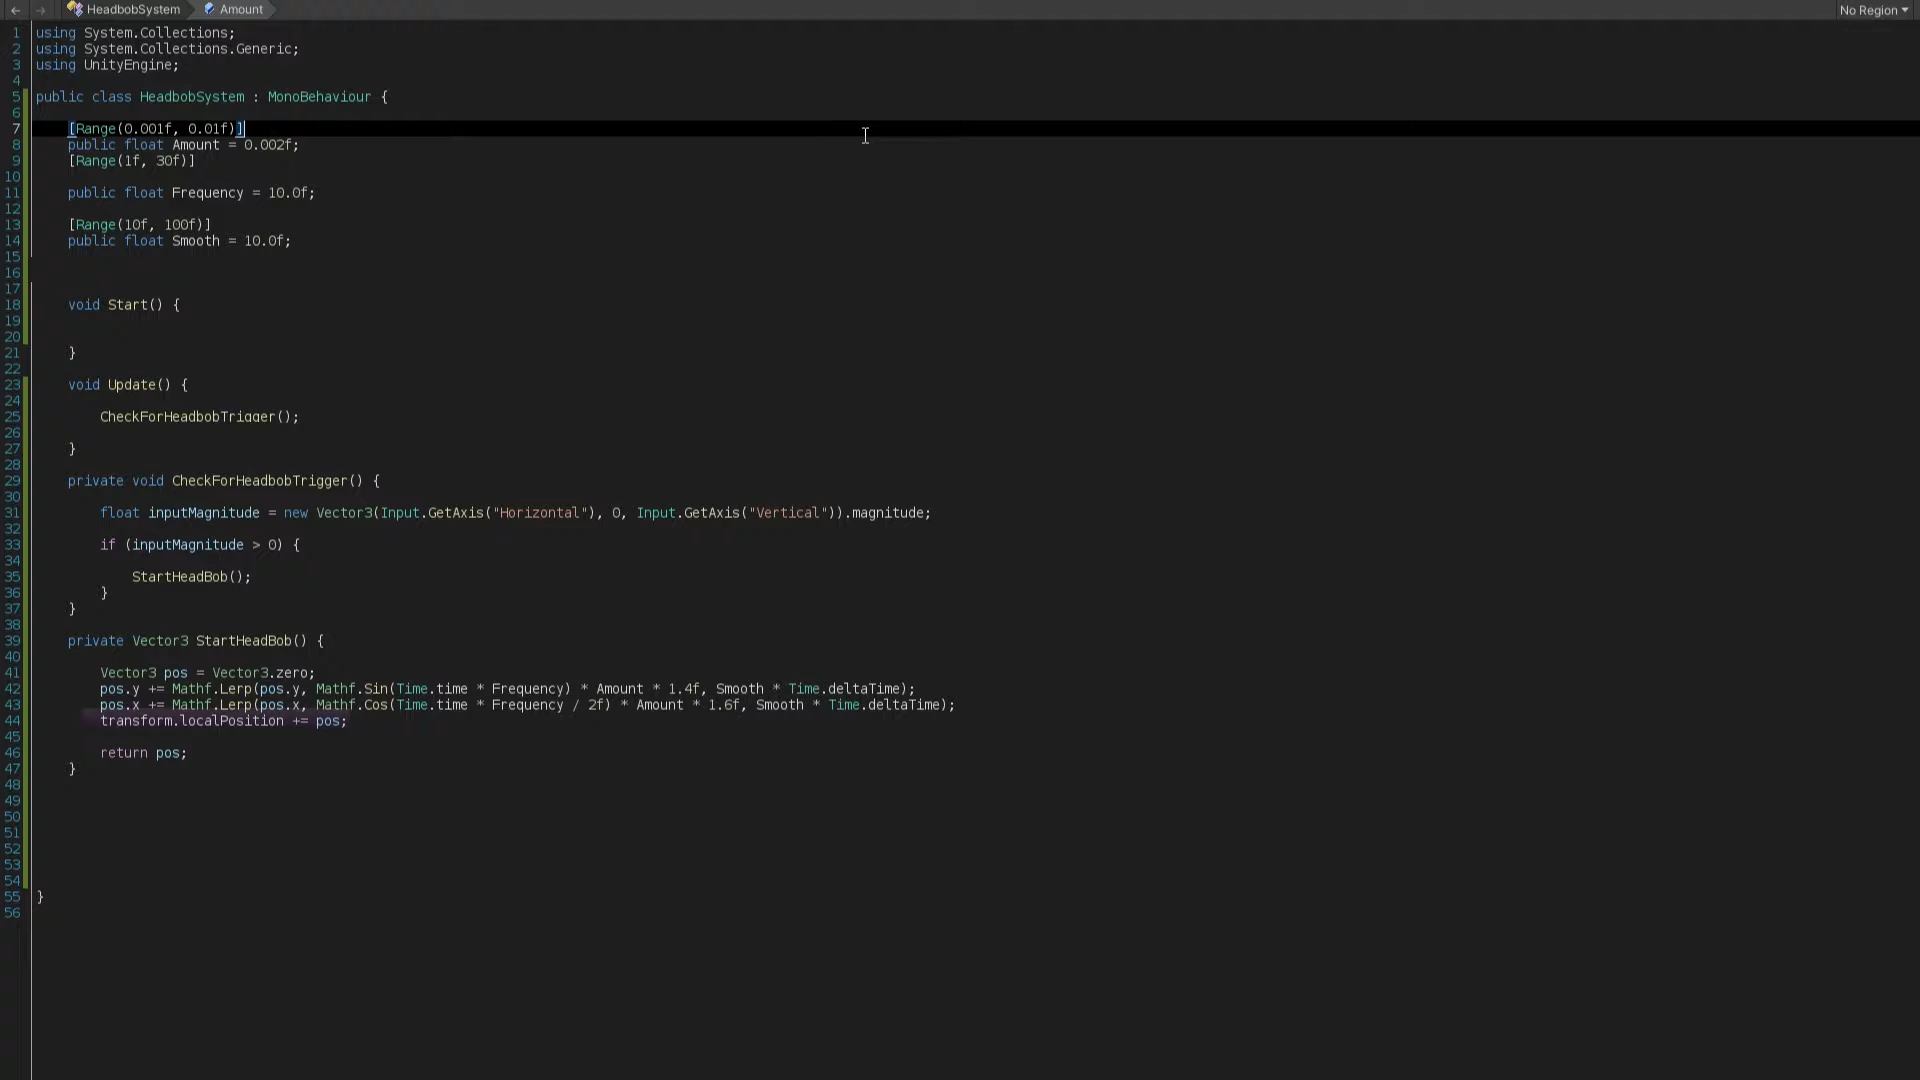 HeadbobSystem Amount No Region
1 using System.Collections;
2 using System.Collections.Generic;
3 using UnityEngine;
4
5 public class HeadbobSystem : MonoBehaviour {
6
7 [Range(0.001f, 0.01f)]
8 public float Amount = 0.002f;
9 [Range(1f, 30f)]
10
11 public float Frequency = 10.0f;
12
13 [Range(10f, 100f)]
14 public float Smooth = 10.0f;
15
16
17
18 void Start() {
19
20
21 }
22
23 void Update() {
24
25 CheckForHeadbobTrigger();
26
27 }
28
29 private void CheckForHeadbobTrigger() {
30
31 float inputMagnitude = new Vector3(Input.GetAxis("Horizontal"), 0, Input.GetAxis("Vertical")).magnitude;
32
33 if (inputMagnitude > 0) {
34
35 StartHeadBob();
36 }
37 }
38
39 private Vector3 StartHeadBob() {
40
41 Vector3 pos = Vector3.zero;
42 pos.y += Mathf.Lerp(pos.y, Mathf.Sin(Time.time * Frequency) * Amount * 1.4f, Smooth * Time.deltaTime);
43 pos.x += Mathf.Lerp(pos.x, Mathf.Cos(Time.time * Frequency / 2f) * Amount * 1.6f, Smooth * Time.deltaTime);
44 transform.localPosition += pos;
45
46 return pos;
47 }
48
49
50
51
52
53
54
55 }
56